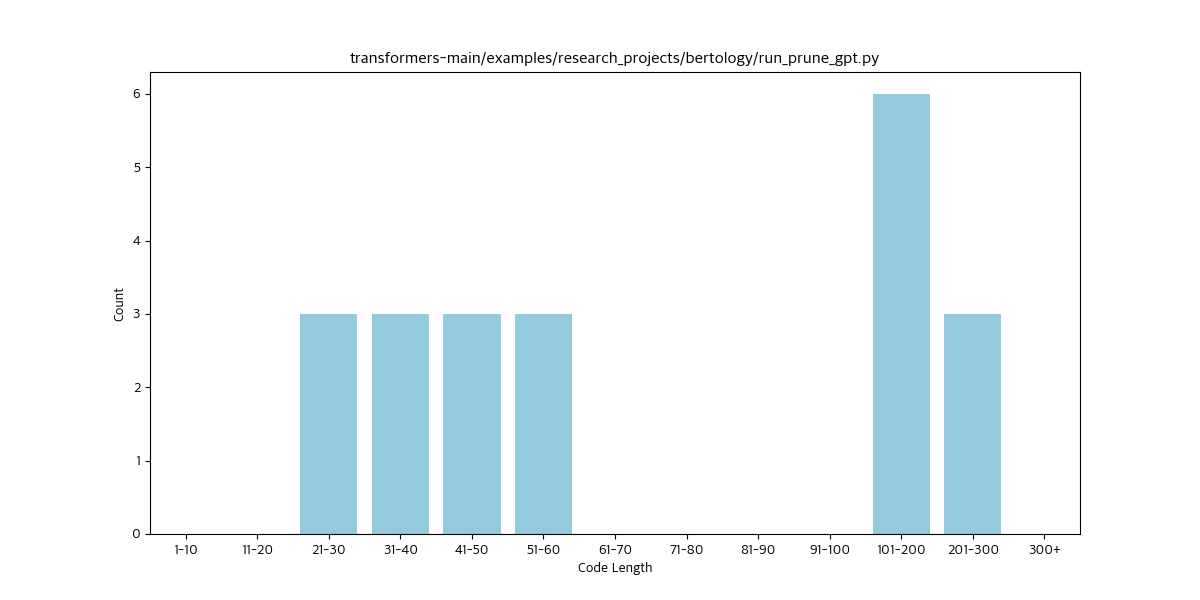 transformers-main/examples/research_projects/bertology/run_prune_gpt.py
6
5
4
3
2
1
0
Count
1-10 11-20 21-30 31-40 41-50 51-60 61-70 71-80 81-90 91-100 101-200 201-300 300+
Code Length